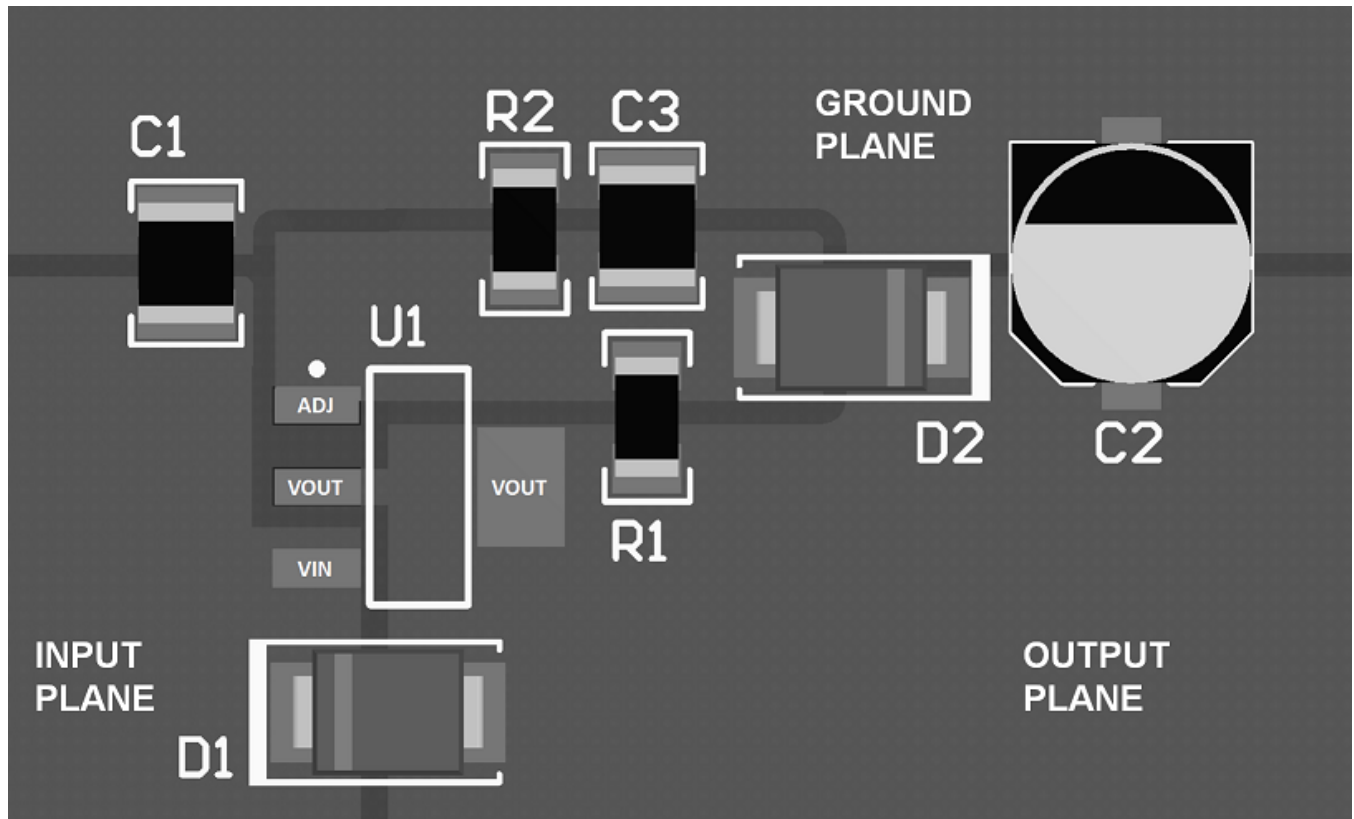 R2
C3
GROUND
PLANE
C1
U1
ADJ
VOUT
VOUT
VIN
R1
D2
C2
INPUT
PLANE
OUTPUT
PLANE
D1